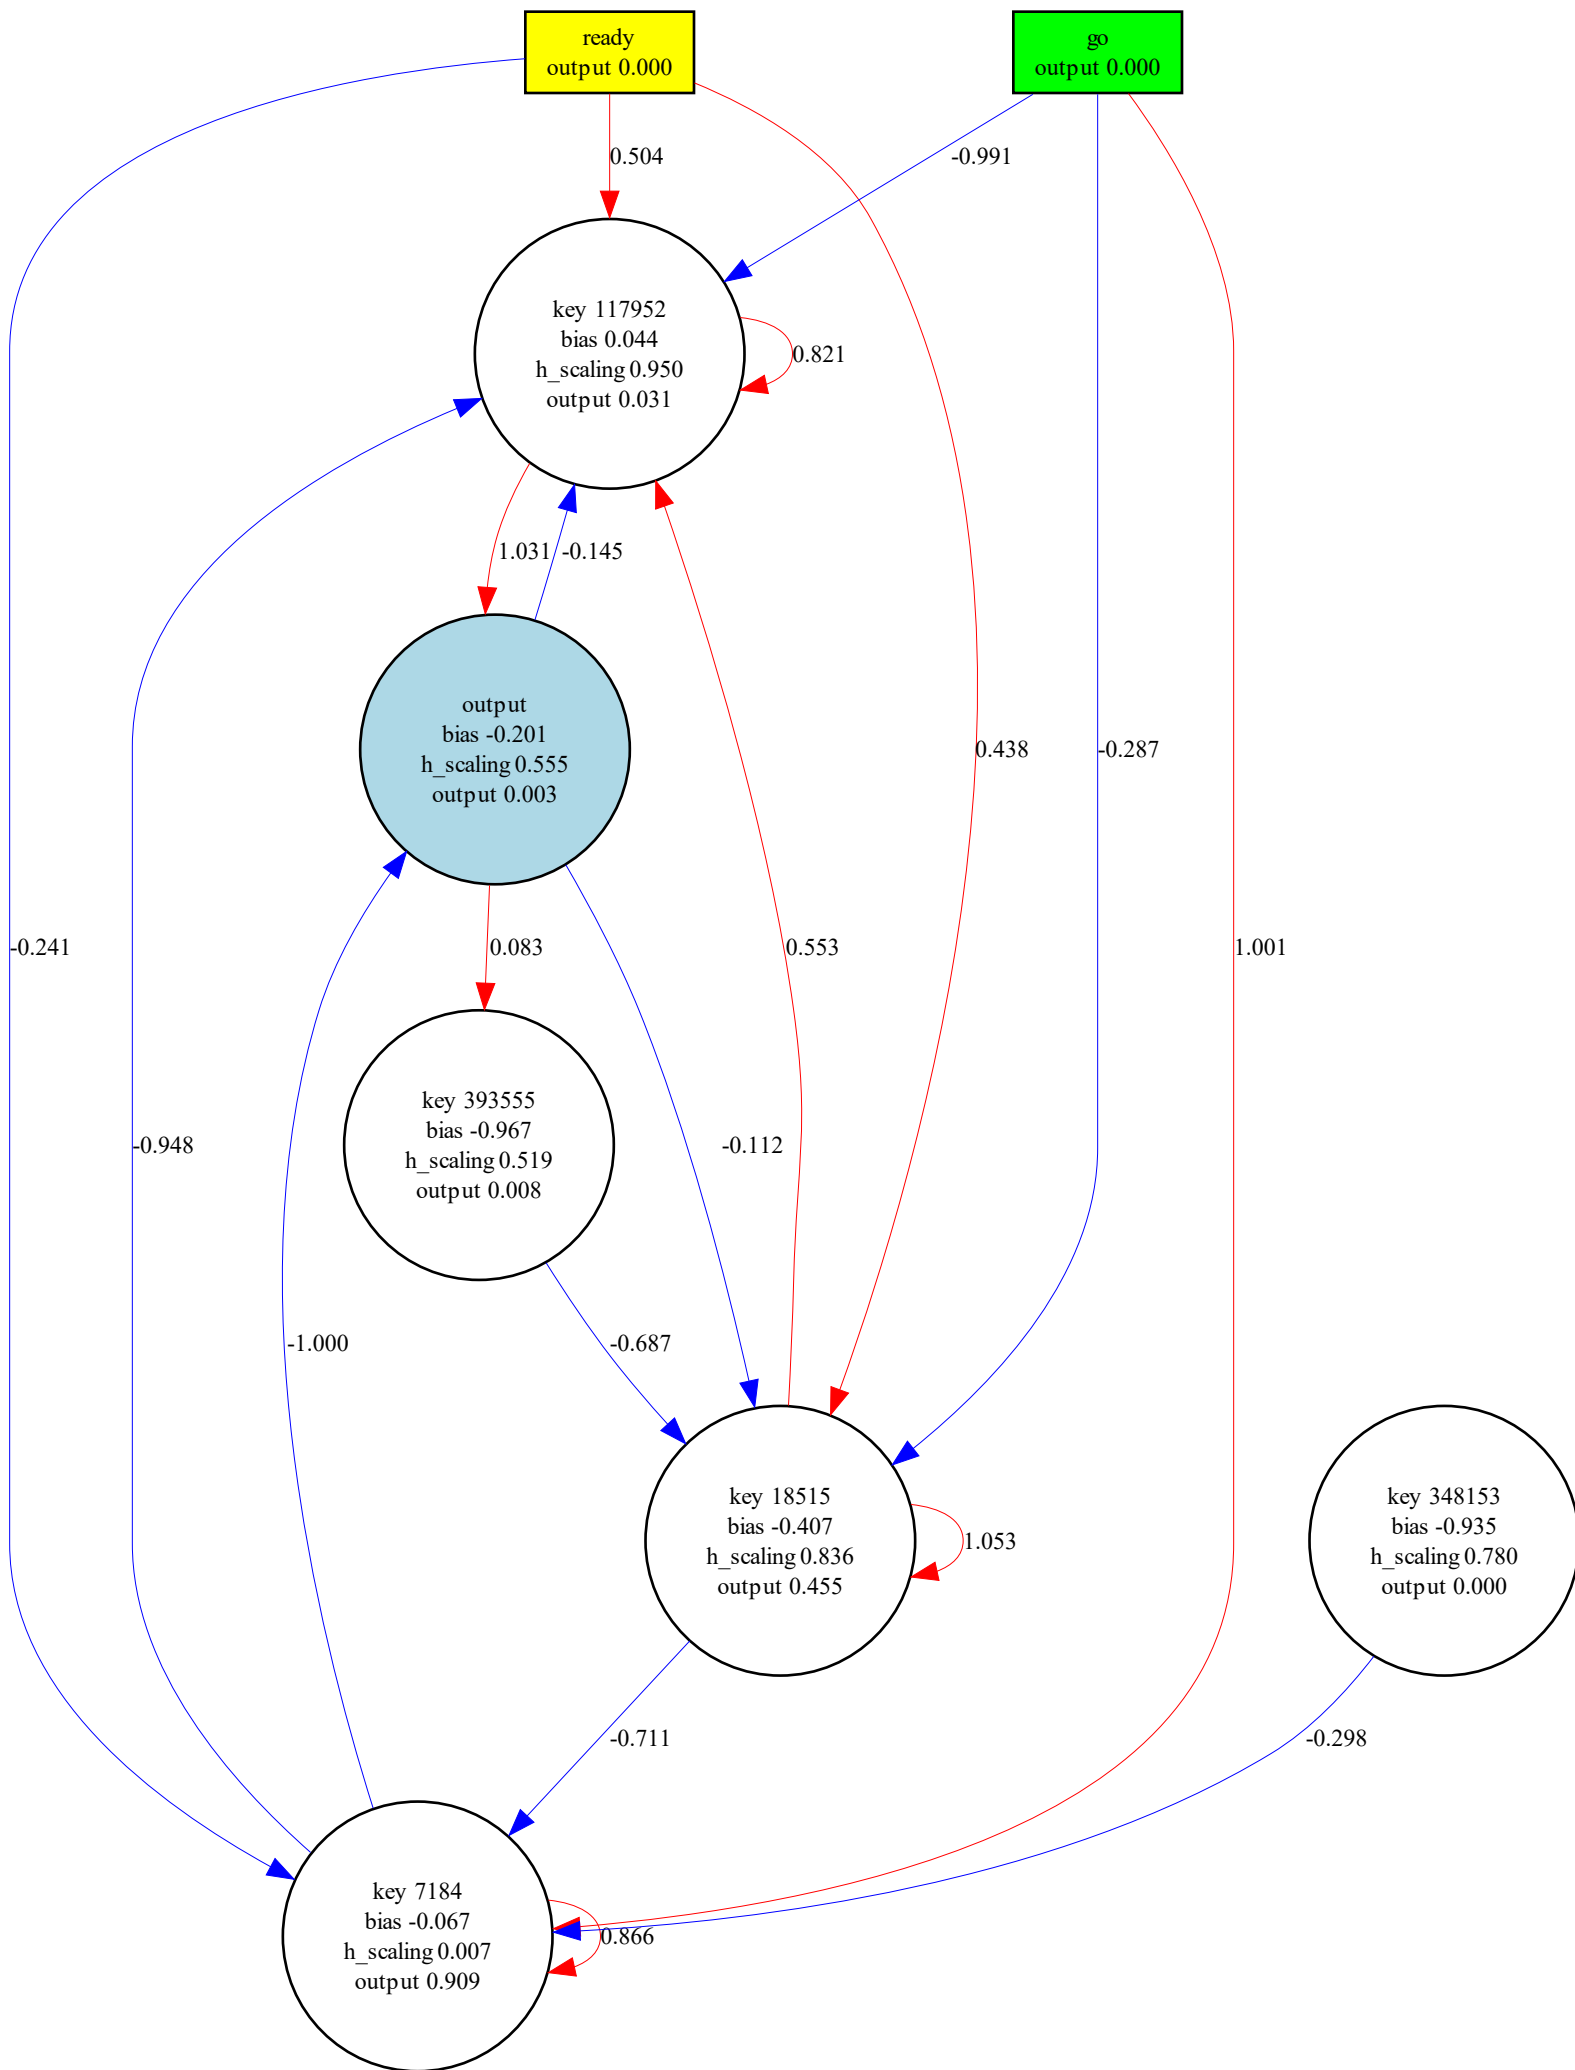 ready
output 0.000
go
output 0.000
0.504
-0.991
key 117952
bias 0.044
h_scaling 0.950
output 0.031
0.821
1.031
-0.145
output
bias -0.201
h_scaling 0.555
output 0.003
0.438
-0.287
-0.241
0.083
0.553
1.001
key 393555
bias -0.967
h_scaling 0.519
output 0.008
-0.948
-0.112
-1.000
-0.687
key 18515
bias -0.407
h_scaling 0.836
output 0.455
1.053
key 348153
bias -0.935
h_scaling 0.780
output 0.000
-0.711
-0.298
key 7184
bias -0.067
h_scaling 0.007
output 0.909
0.866